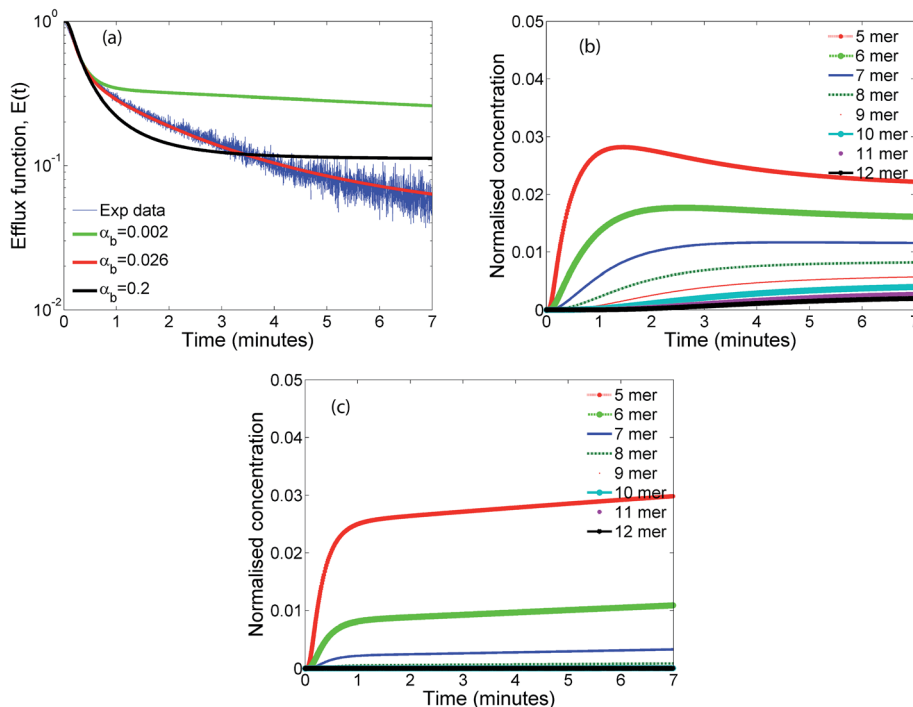 (a)
10^0
10^-1
10^-2
Efflux function, E(t)
Exp data
α_b=0.002
α_b=0.026
α_b=0.2
0 1 2 3 4 5 6 7
Time (minutes)
(b)
0.05
0.04
0.03
0.02
0.01
0
Normalised concentration
5 mer
6 mer
7 mer
8 mer
9 mer
10 mer
11 mer
12 mer
0 1 2 3 4 5 6 7
Time (minutes)
(c)
0.05
0.04
0.03
0.02
0.01
0
Normalised concentration
5 mer
6 mer
7 mer
8 mer
9 mer
10 mer
11 mer
12 mer
0 1 2 3 4 5 6 7
Time (minutes)